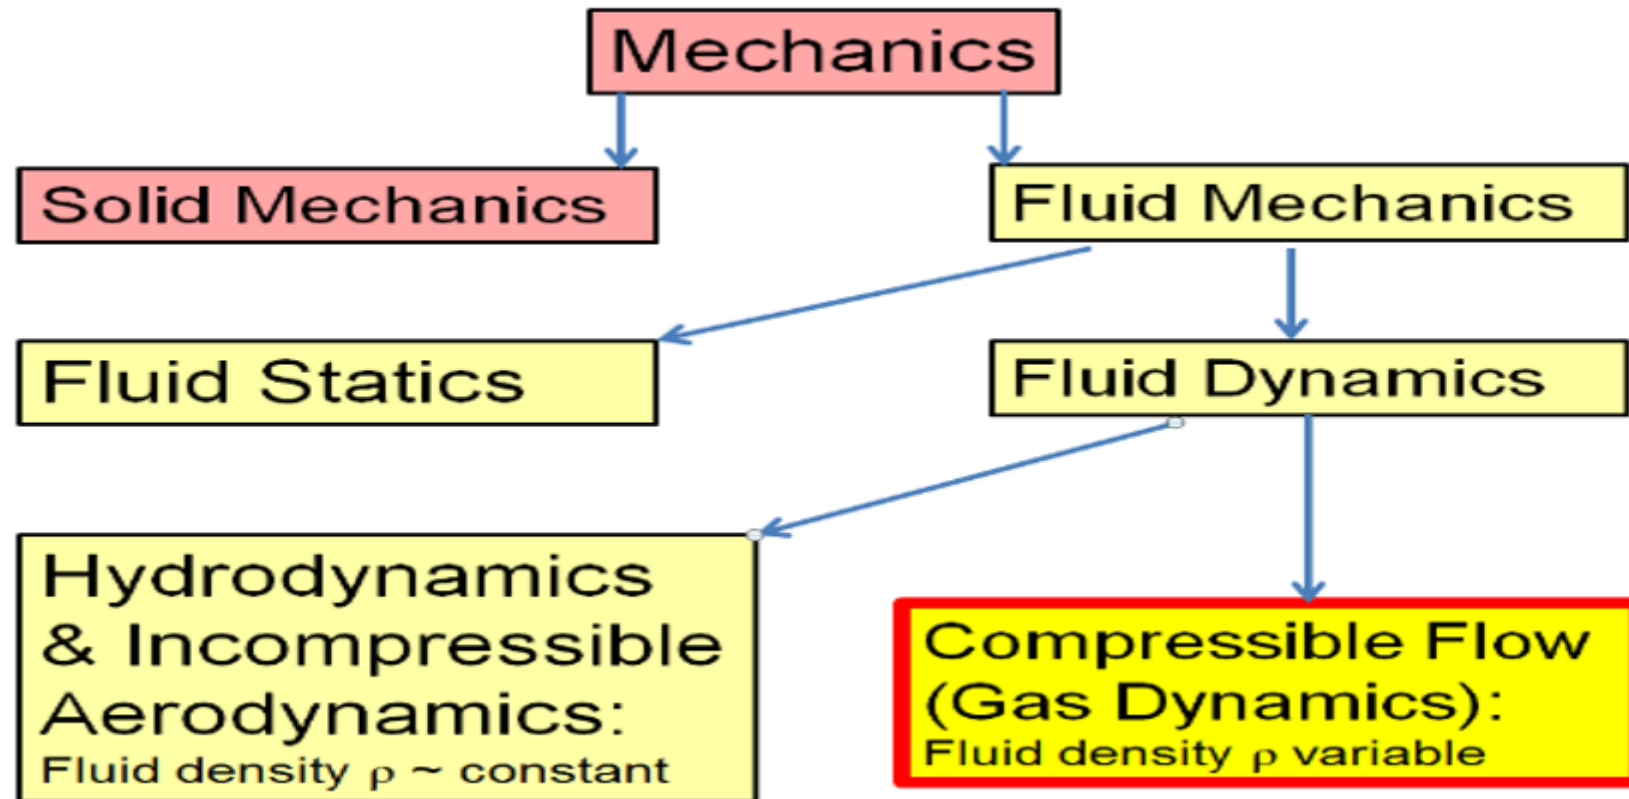 Mechanics
Solid Mechanics
Fluid Mechanics
Fluid Statics
Fluid Dynamics
Hydrodynamics
& Incompressible
Aerodynamics:
Fluid density ρ ~ constant
Compressible Flow
(Gas Dynamics):
Fluid density ρ variable